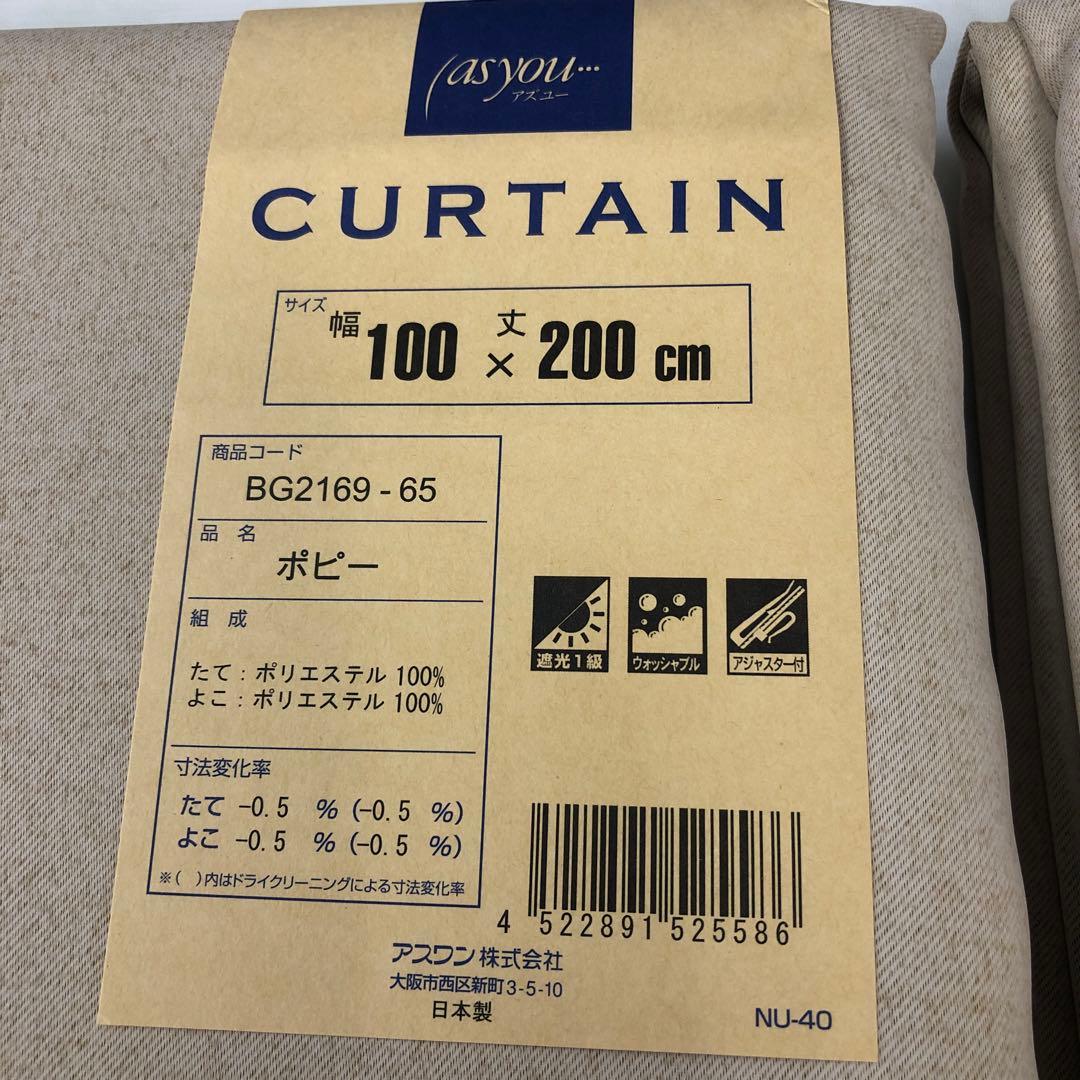 as you…
アズユー
CURTAIN
サイズ
幅 100 × 丈 200 cm
商品コード
BG2169 - 65
品 名
ポピー
組 成
たて : ポリエステル 100%
よこ : ポリエステル 100%
寸法変化率
たて -0.5 % (-0.5 %)
よこ -0.5 % (-0.5 %)
※( )内はドライクリーニングによる寸法変化率
遮光1級
ウォッシャブル
アジャスター付
4 522891 525586
アスワン株式会社
大阪市西区新町3-5-10
日本製
NU-40